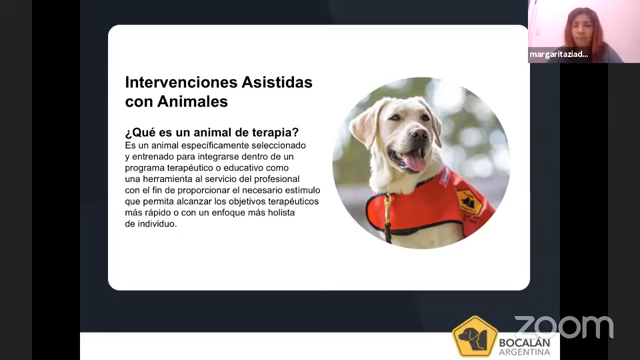 margaritaziad...
Intervenciones Asistidas
con Animales
¿Qué es un animal de terapia?
Es un animal específicamente seleccionado
y entrenado para integrarse dentro de un
programa terapéutico o educativo como
una herramienta al servicio del profesional
con el fin de proporcionar el necesario estímulo
que permita alcanzar los objetivos terapéuticos
más rápido o con un enfoque más holista
de individuo.
BOCALÁN
ARGENTINA
zoom